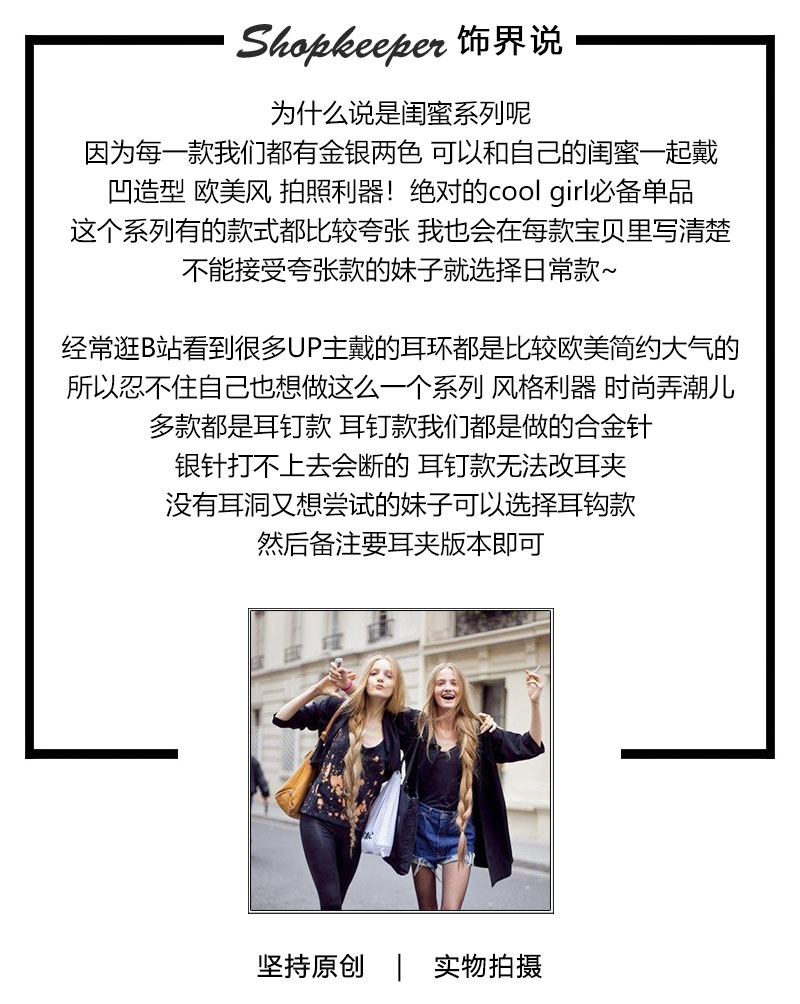 Shopkeeper 饰界说
为什么说是闺蜜系列呢
因为每一款我们都有金银两色 可以和自己的闺蜜一起戴
凹造型 欧美风 拍照利器！绝对的cool girl必备单品
这个系列有的款式都比较夸张 我也会在每款宝贝里写清楚
不能接受夸张款的妹子就选择日常款~
经常逛B站看到很多UP主戴的耳环都是比较欧美简约大气的
所以忍不住自己也想做这么一个系列 风格利器 时尚弄潮儿
多款都是耳钉款 耳钉款我们都是做的合金针
银针打不上去会断的 耳钉款无法改耳夹
没有耳洞又想尝试的妹子可以选择耳钩款
然后备注要耳夹版本即可
坚持原创 | 实物拍摄